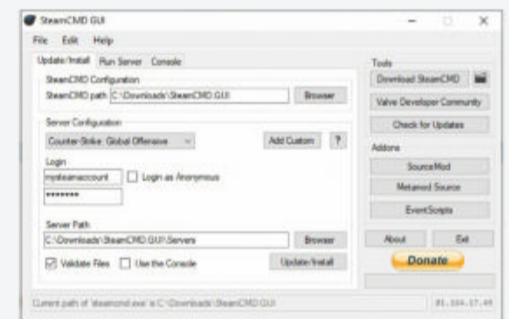 SteamCMD GUI
File Edit Help
Update/Install Run Server Console
SteamCMD Configuration
SteamCMD path C:\Downloads\SteamCMD.GUI Browser
Server Configuration
Counter-Strike: Global Offensive Add Custom ?
Login
mysteamaccount Login as Anonymous
*******
Server Path
C:\Downloads\SteamCMD.GUI\Servers Browser
Validate Files Use the Console Update/Install
Tools
Download SteamCMD
Valve Developer Community
Check for Updates
Addons
SourceMod
Metamod Source
EventScripts
About Exit
Donate
Current path of 'steamcmd.exe' is C:\Downloads\SteamCMD.GUI